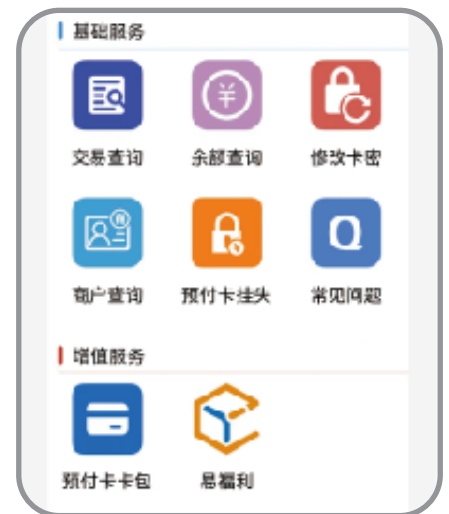 基础服务
交易查询 余额查询 修改卡密
商户查询 预付卡挂失 常见问题
增值服务
预付卡卡包 易福利